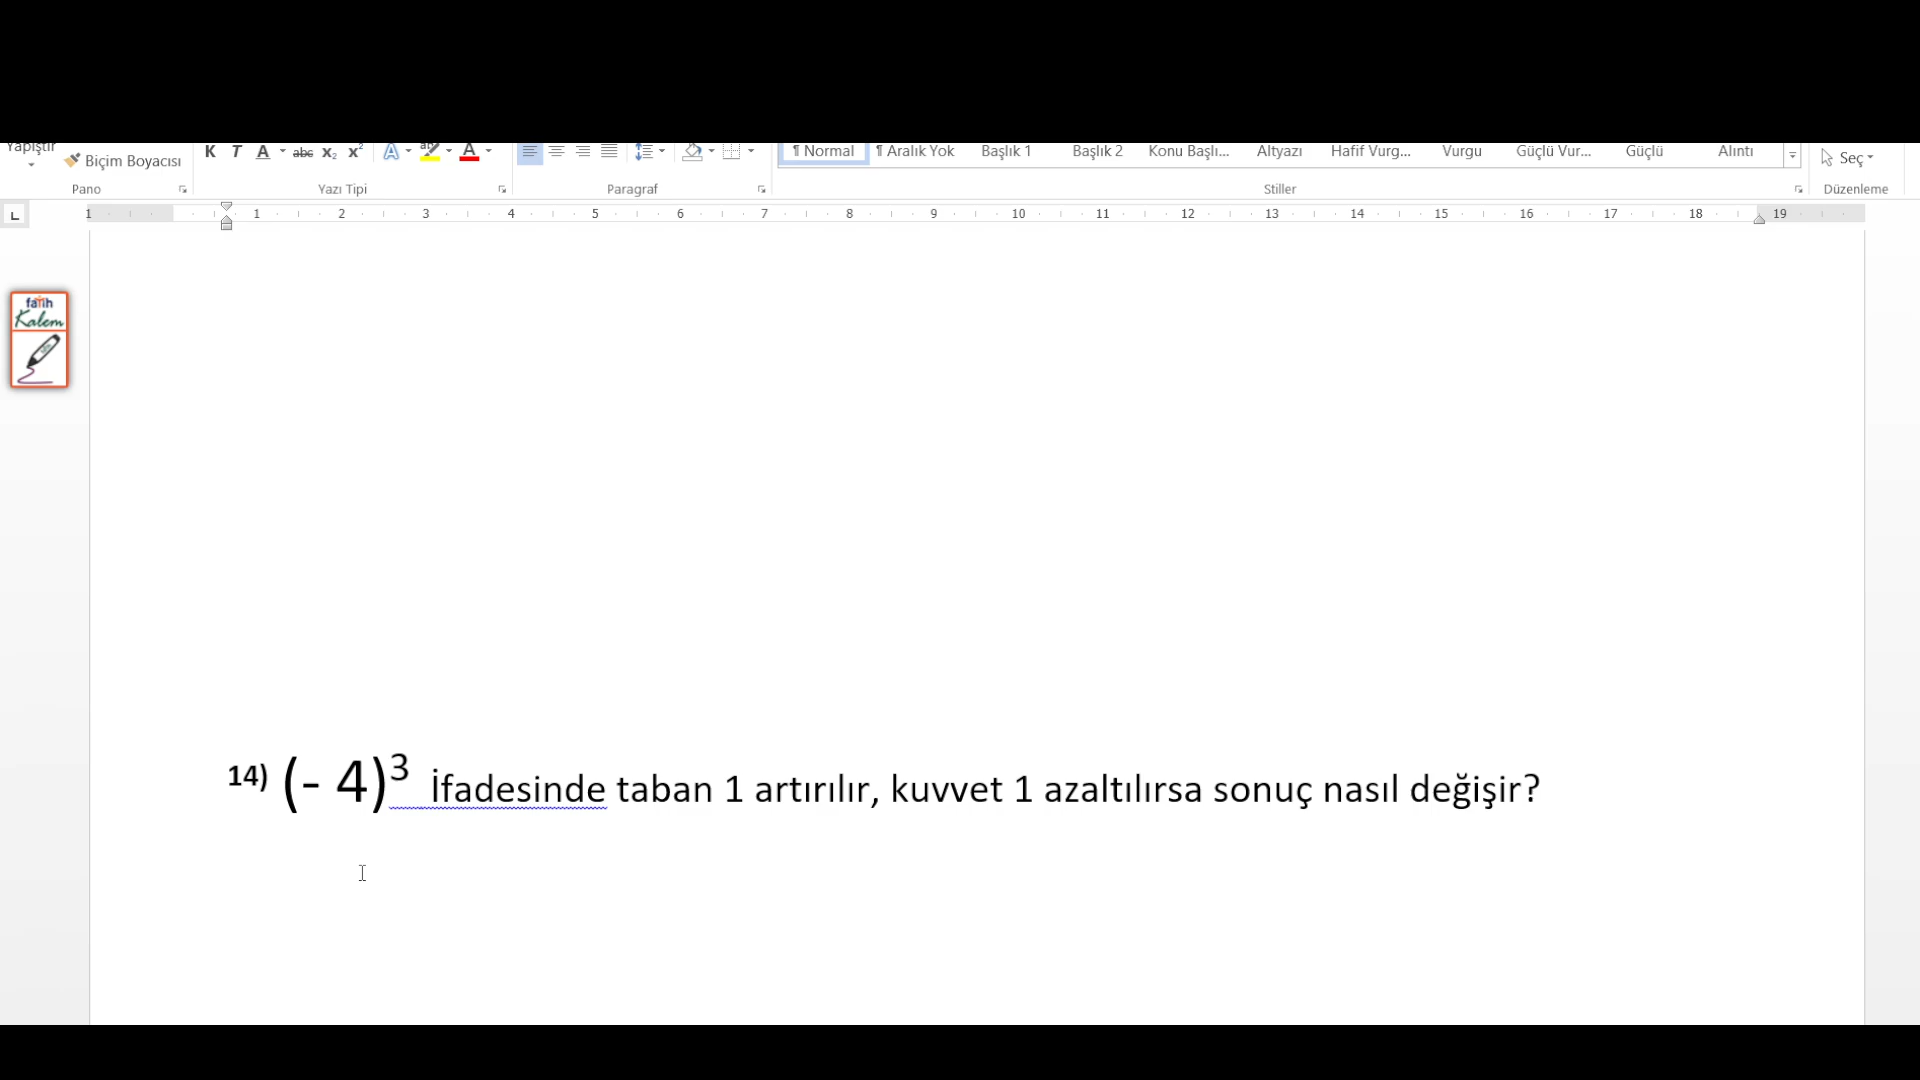 Yapıştır
Biçim Boyacısı
K T A abc x₂ x² A ab A
¶ Normal ¶ Aralık Yok Başlık 1 Başlık 2 Konu Başlı... Altyazı Hafif Vurg... Vurgu Güçlü Vur... Güçlü Alıntı
Seç
Pano Yazı Tipi Paragraf Stiller Düzenleme
1 1 2 3 4 5 6 7 8 9 10 11 12 13 14 15 16 17 18 19
fatih
Kalem
14) (- 4)³ İfadesinde taban 1 artırılır, kuvvet 1 azaltılırsa sonuç nasıl değişir?